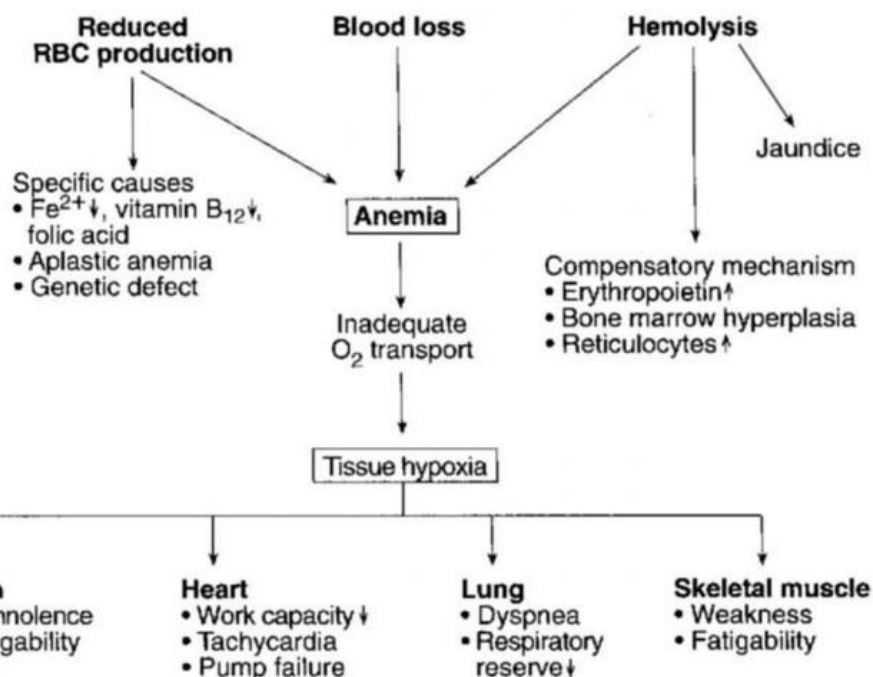 Reduced
RBC production
Blood loss
Hemolysis
Jaundice
Specific causes
• Fe²⁺↓, vitamin B₁₂↓,
folic acid
• Aplastic anemia
• Genetic defect
Anemia
Compensatory mechanism
• Erythropoietin↑
• Bone marrow hyperplasia
• Reticulocytes↑
Inadequate
O₂ transport
Tissue hypoxia
Heart
• Work capacity↓
• Tachycardia
• Pump failure
Lung
• Dyspnea
• Respiratory
reserve↓
Skeletal muscle
• Weakness
• Fatigability